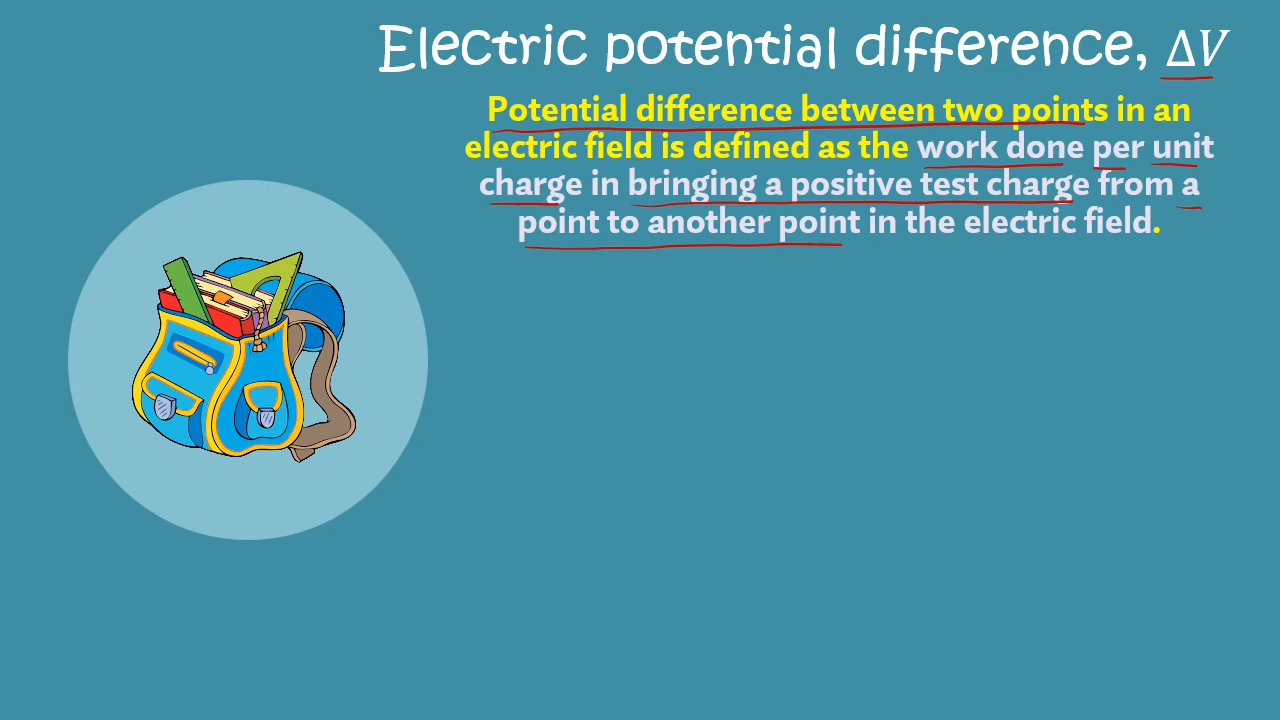 Electric potential difference, ΔV
Potential difference between two points in an
electric field is defined as the work done per unit
charge in bringing a positive test charge from a
point to another point in the electric field.